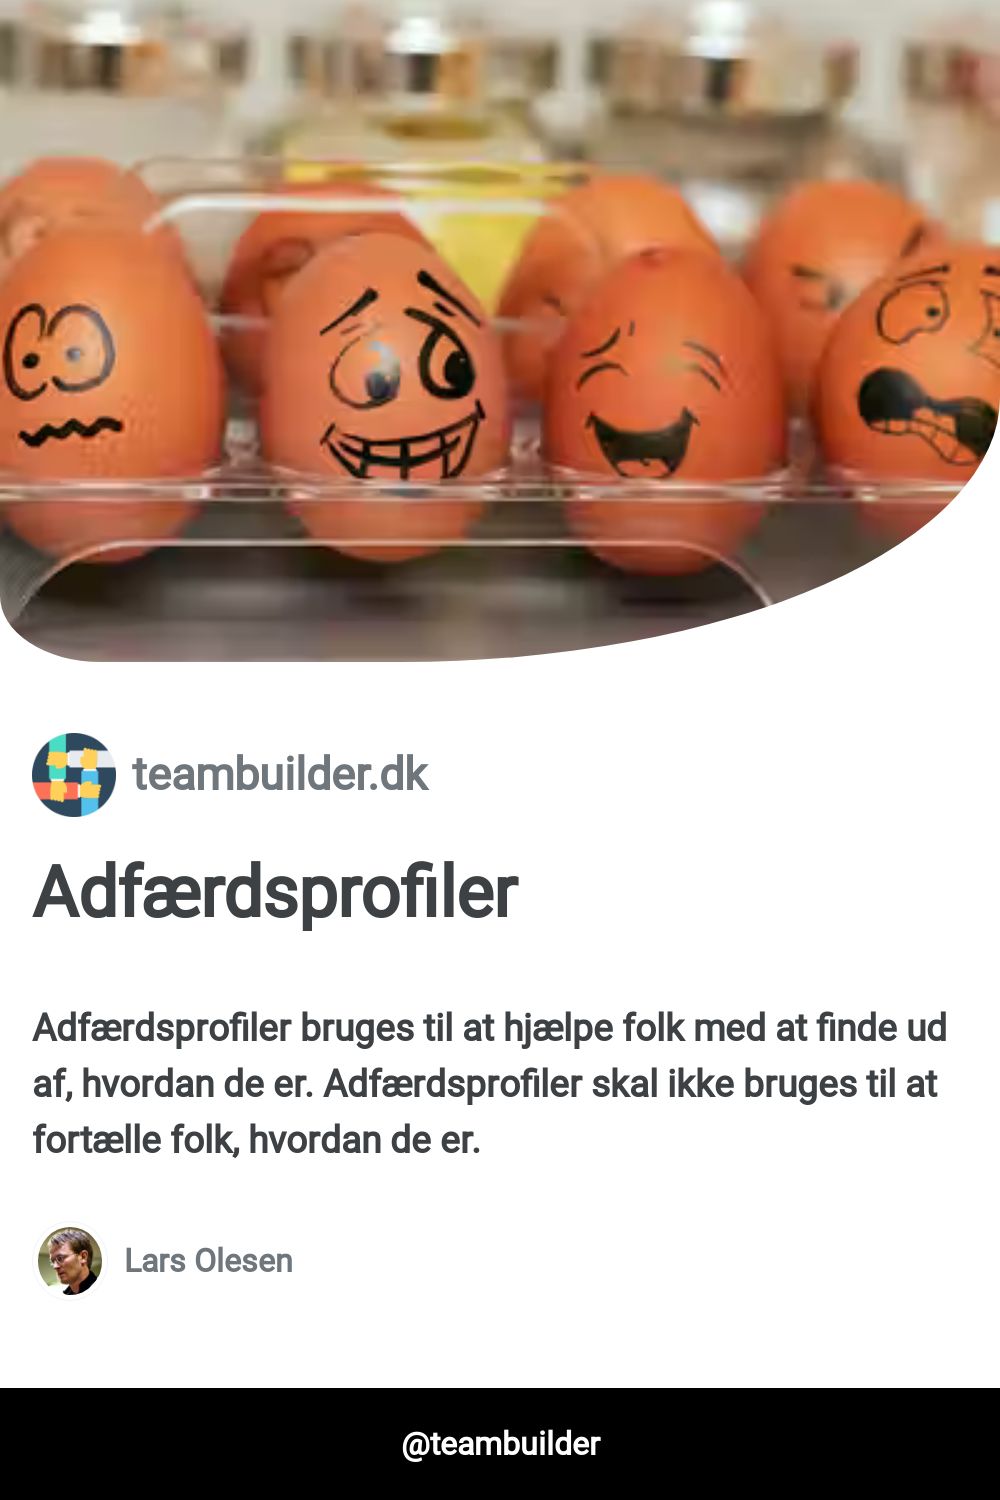 teambuilder.dk
Adfærdsprofiler
Adfærdsprofiler bruges til at hjælpe folk med at finde ud
af, hvordan de er. Adfærdsprofiler skal ikke bruges til at
fortælle folk, hvordan de er.
Lars Olesen
@teambuilder